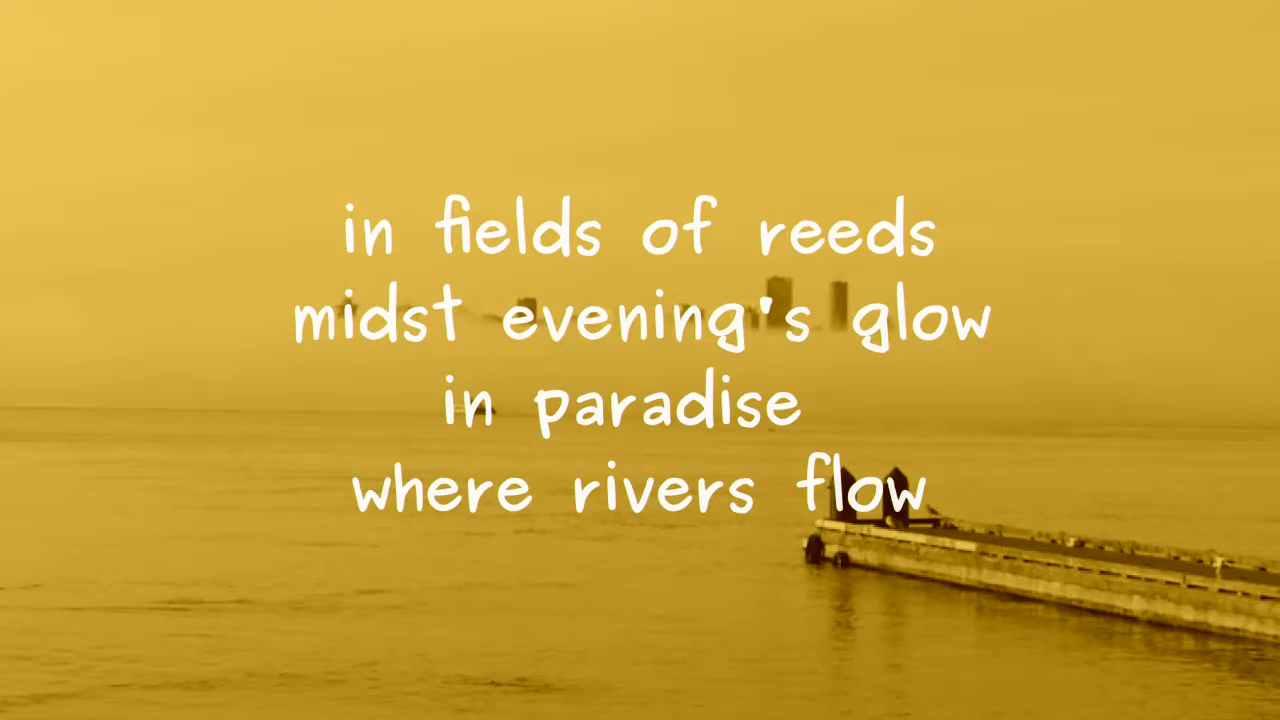 in fields of reeds
midst evening's glow
in paradise
where rivers flow